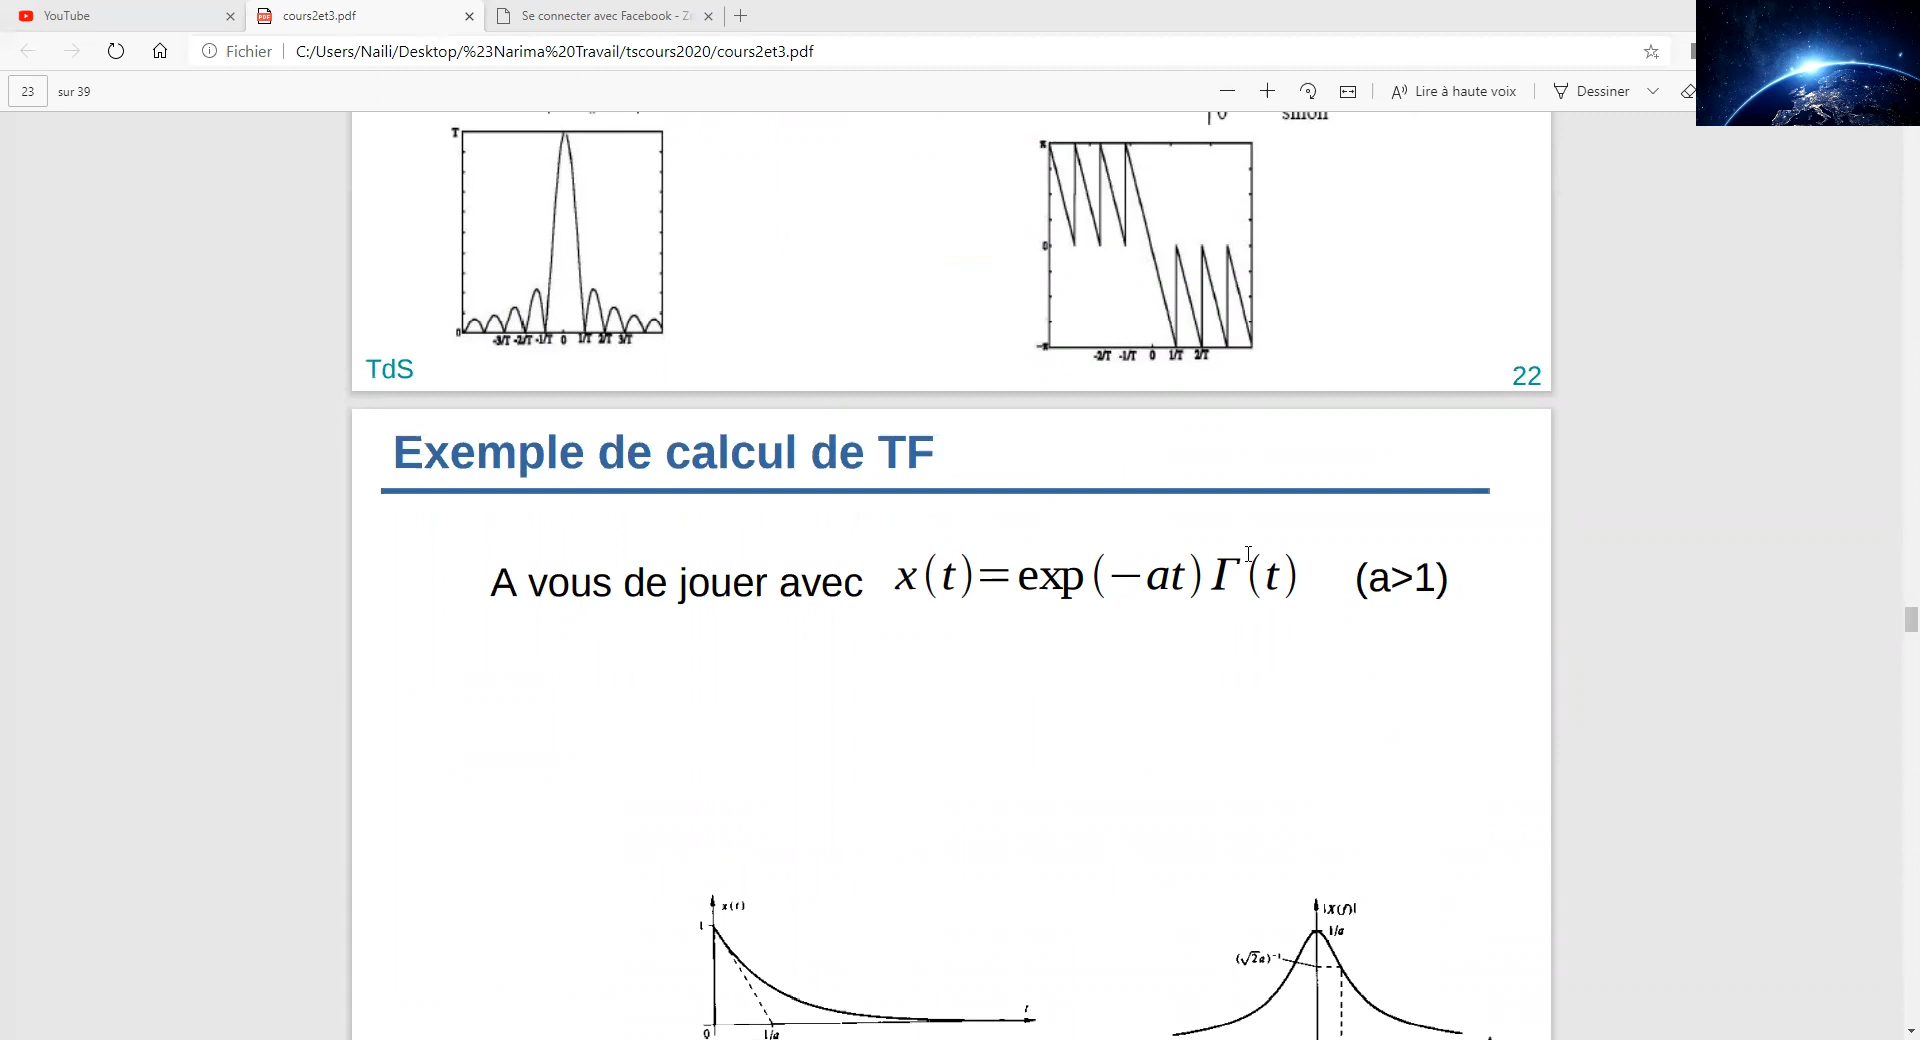 YouTube
cours2et3.pdf
Se connecter avec Facebook - Z
Fichier
C:/Users/Naili/Desktop/%23Narima%20Travail/tscours2020/cours2et3.pdf
23 sur 39
Lire à haute voix
Dessiner
sinon
T
0
-3/T -2/T -1/T 0 1/T 2/T 3/T
π
0
-π
-2/T -1/T 0 1/T 2/T
TdS
22
Exemple de calcul de TF
A vous de jouer avec x(t)=exp(−at)Γ(t) (a>1)
x(t)
1
0
1/a
t
|X(f)|
1/a
(√2a)⁻¹